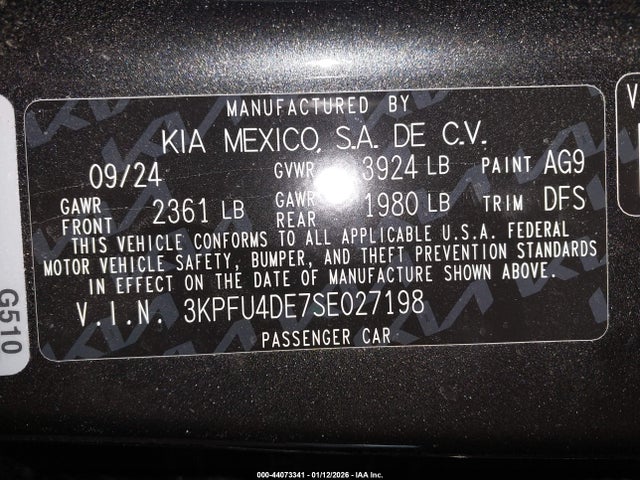 MANUFACTURED BY
KIA MEXICO, S.A. DE C.V.
09/24 GVWR 3924 LB PAINT AG9
GAWR FRONT 2361 LB GAWR REAR 1980 LB TRIM DFS
THIS VEHICLE CONFORMS TO ALL APPLICABLE U.S.A. FEDERAL
MOTOR VEHICLE SAFETY, BUMPER, AND THEFT PREVENTION STANDARDS
IN EFFECT ON THE DATE OF MANUFACTURE SHOWN ABOVE.
V.I.N. 3KPFU4DE7SE027198
PASSENGER CAR
G510
V
000-44073341 - 01/12/2026 - IAA Inc.